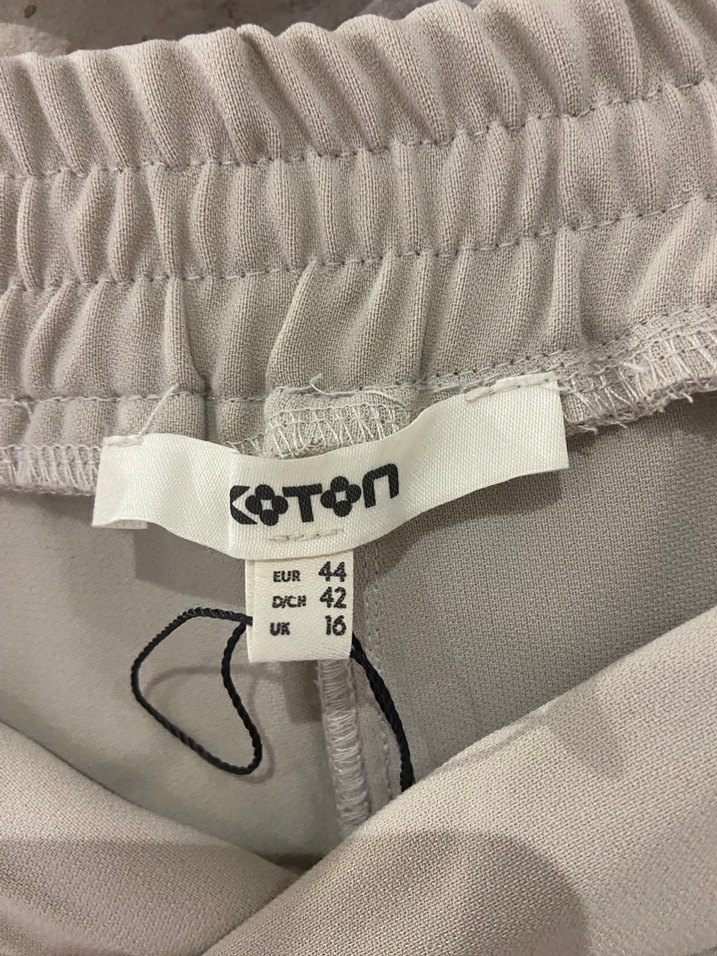 KOTON
EUR 44
D/CH 42
UK 16